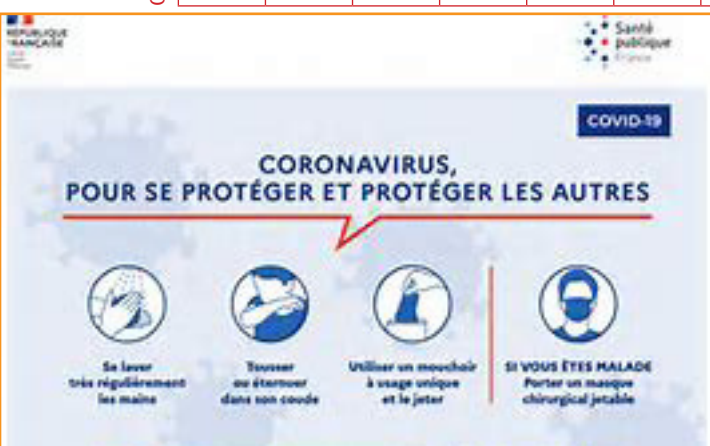 RÉPUBLIQUE
FRANÇAISE
Santé
publique
France
COVID-19
CORONAVIRUS,
POUR SE PROTÉGER ET PROTÉGER LES AUTRES
Se laver
très régulièrement
les mains
Tousser
ou éternuer
dans son coude
Utiliser un mouchoir
à usage unique
et le jeter
SI VOUS ÊTES MALADE
Porter un masque
chirurgical jetable